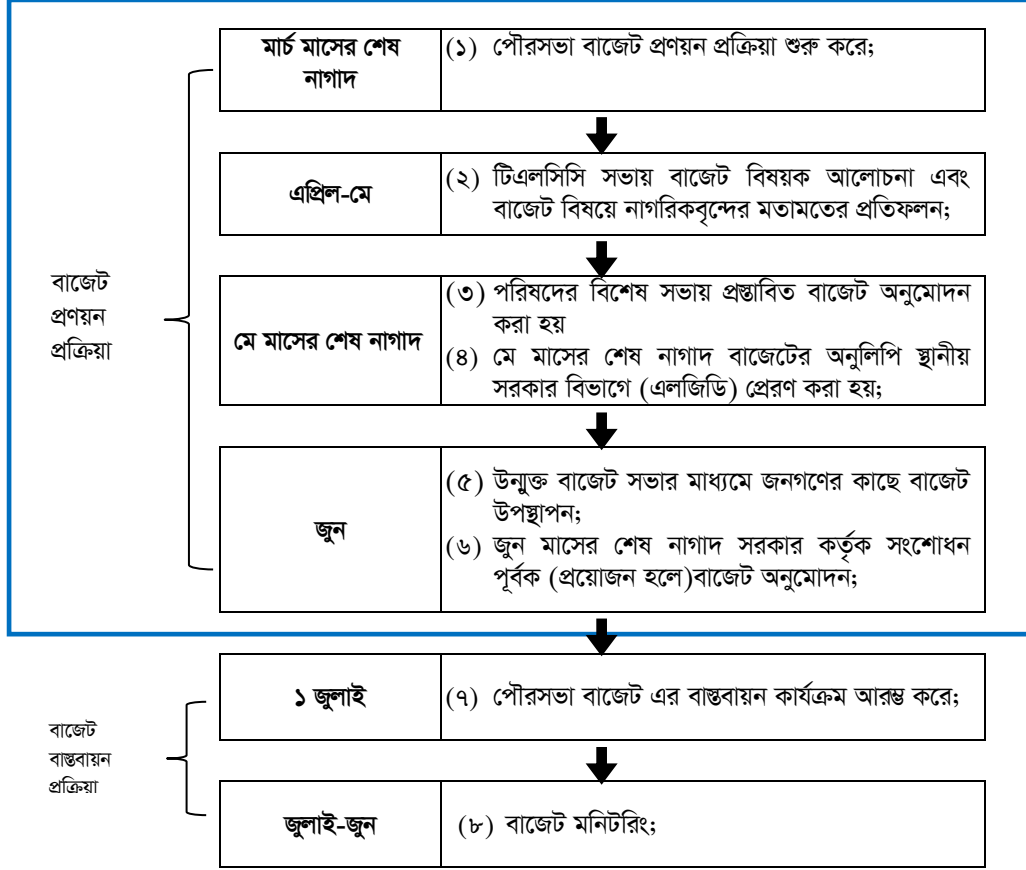 মার্চ মাসের শেষ
নাগাদ
(১) পৌরসভা বাজেট প্রণয়ন প্রক্রিয়া শুরু করে;
এপ্রিল-মে
(২) টিএলসিসি সভায় বাজেট বিষয়ক আলোচনা এবং
বাজেট বিষয়ে নাগরিকবৃন্দের মতামতের প্রতিফলন;
বাজেট
প্রণয়ন
প্রক্রিয়া
মে মাসের শেষ নাগাদ
(৩) পরিষদের বিশেষ সভায় প্রস্তাবিত বাজেট অনুমোদন
করা হয়
(৪) মে মাসের শেষ নাগাদ বাজেটের অনুলিপি স্থানীয়
সরকার বিভাগে (এলজিডি) প্রেরণ করা হয়;
জুন
(৫) উন্মুক্ত বাজেট সভার মাধ্যমে জনগণের কাছে বাজেট
উপস্থাপন;
(৬) জুন মাসের শেষ নাগাদ সরকার কর্তৃক সংশোধন
পূর্বক (প্রয়োজন হলে)বাজেট অনুমোদন;
বাজেট
বাস্তবায়ন
প্রক্রিয়া
১ জুলাই
(৭) পৌরসভা বাজেট এর বাস্তবায়ন কার্যক্রম আরম্ভ করে;
জুলাই-জুন
(৮) বাজেট মনিটরিং;